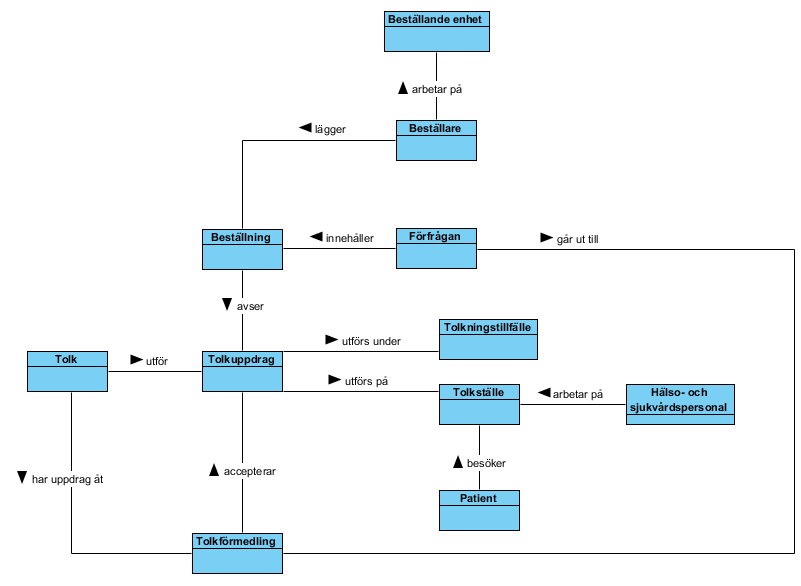 Beställande enhet
arbetar på
lägger
Beställare
Beställning
innehåller
Förfrågan
går ut till
avser
Tolkningstillfälle
utförs under
Tolk
utför
Tolkuppdrag
utförs på
Tolkställe
arbetar på
Hälso- och
sjukvårdspersonal
besöker
accepterar
har uppdrag åt
Patient
Tolkförmedling